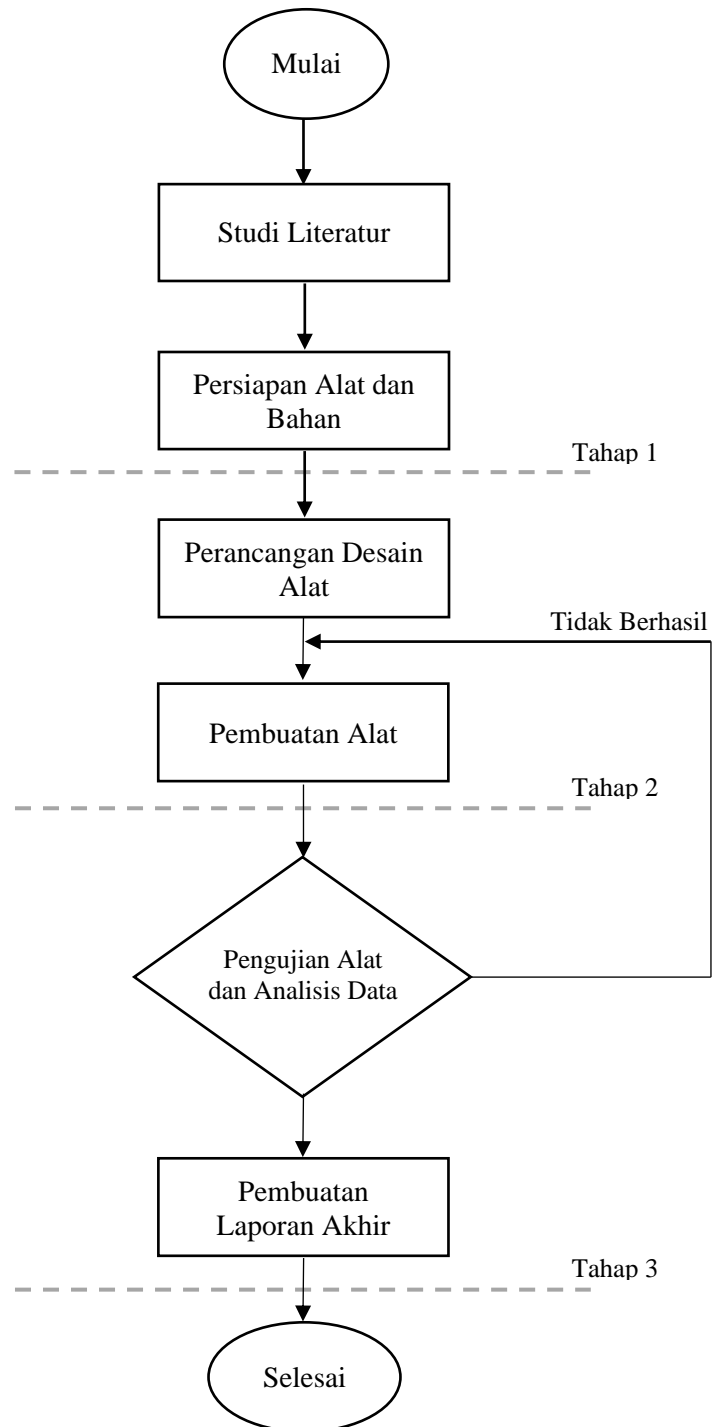 Mulai
Studi Literatur
Persiapan Alat dan
Bahan
Tahap 1
Perancangan Desain
Alat
Tidak Berhasil
Pembuatan Alat
Tahap 2
Pengujian Alat
dan Analisis Data
Pembuatan
Laporan Akhir
Tahap 3
Selesai